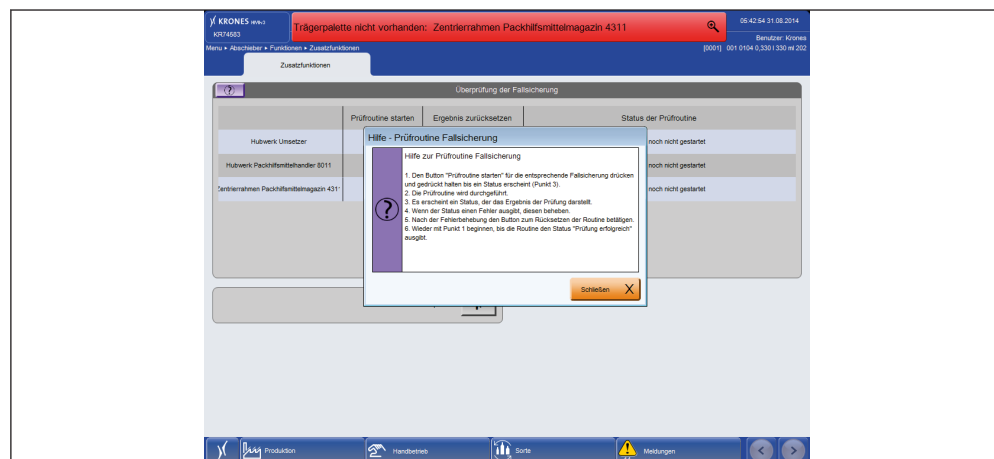 KRONES HMI-3
KR74583
Trägerpalette nicht vorhanden: Zentrierrahmen Packhilfsmittelmagazin 4311
05:42:54 31.08.2014
Benutzer: Krones
Menu ▸ Abschieber ▸ Funktionen ▸ Zusatzfunktionen
[0001] 001 0104 0,330 l 330 ml 202
Zusatzfunktionen
Überprüfung der Fallsicherung
Prüfroutine starten
Ergebnis zurücksetzen
Status der Prüfroutine
Hubwerk Umsetzer
noch nicht gestartet
Hubwerk Packhilfsmittelhandler 8011
noch nicht gestartet
Zentrierrahmen Packhilfsmittelmagazin 431
noch nicht gestartet
Hilfe - Prüfroutine Fallsicherung
Hilfe zur Prüfroutine Fallsicherung
1. Den Button "Prüfroutine starten" für die entsprechende Fallsicherung drücken
und gedrückt halten bis ein Status erscheint (Punkt 3).
2. Die Prüfroutine wird durchgeführt.
3. Es erscheint ein Status, der das Ergebnis der Prüfung darstellt.
4. Wenn der Status einen Fehler ausgibt, diesen beheben.
5. Nach der Fehlerbehebung den Button zum Rücksetzen der Routine betätigen.
6. Wieder mit Punkt 1 beginnen, bis die Routine den Status "Prüfung erfolgreich"
ausgibt.
Schließen X
Produktion
Handbetrieb
Sorte
Meldungen